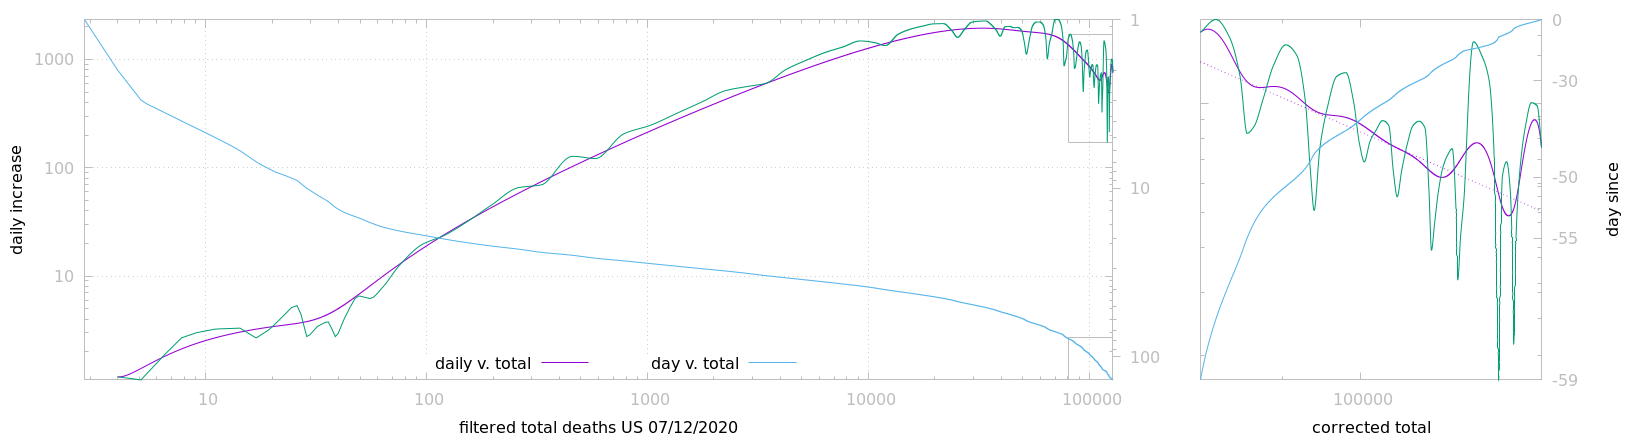 1000
100
10
daily increase
10
100
1000
10000
100000
filtered total deaths US 07/12/2020
daily v. total
day v. total
1
10
100
0
-30
-50
-55
-59
day since
100000
corrected total